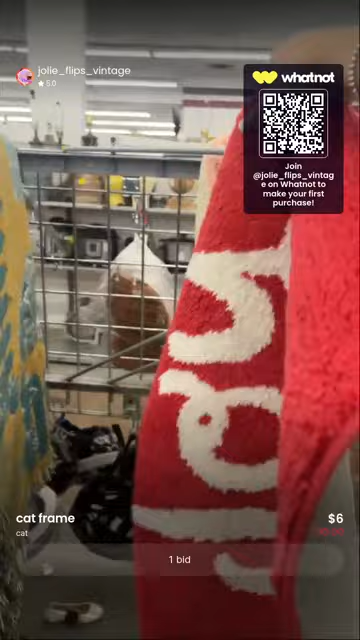 jolie_flips_vintage
5.0
whatnot
Join
@jolie_flips_vintag
e on Whatnot to
make your first
purchase!
cat frame
$6
cat
1 bid